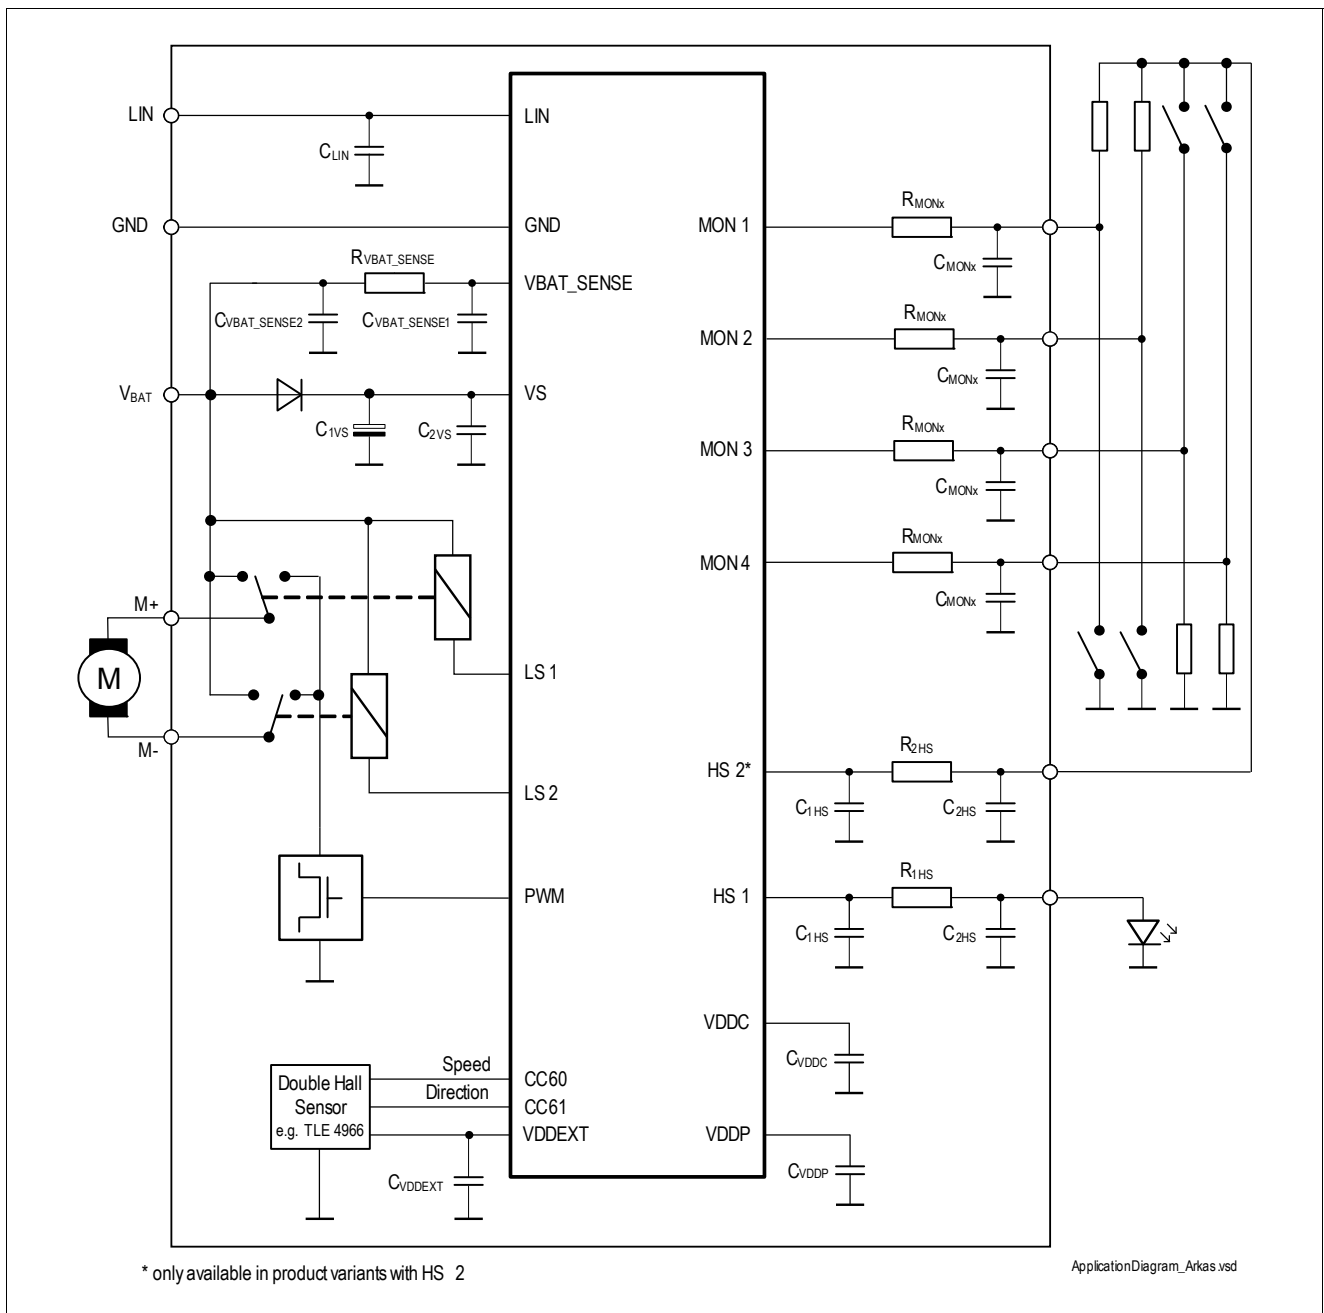 LIN
LIN
CLIN
GND
GND
MON 1
RMONx
CMONx
RVBAT_SENSE
VBAT_SENSE
CVBAT_SENSE2
CVBAT_SENSE1
MON 2
RMONx
CMONx
VBAT
VS
C1VS
C2VS
MON 3
RMONx
CMONx
MON 4
RMONx
CMONx
M+
M
M-
LS 1
LS 2
HS 2*
R2HS
C1HS
C2HS
PWM
HS 1
R1HS
C1HS
C2HS
VDDC
CVDDC
Double Hall
Sensor
e.g. TLE 4966
Speed
Direction
CC60
CC61
VDDEXT
CVDDEXT
VDDP
CVDDP
* only available in product variants with HS 2
ApplicationDiagram_Arkas.vsd